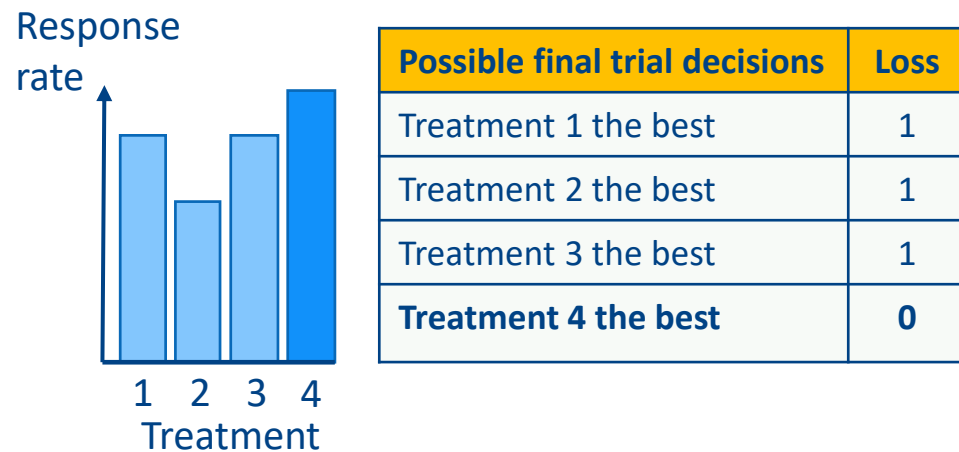 Response
rate
1 2 3 4
Treatment
Possible final trial decisions Loss
Treatment 1 the best 1
Treatment 2 the best 1
Treatment 3 the best 1
Treatment 4 the best 0